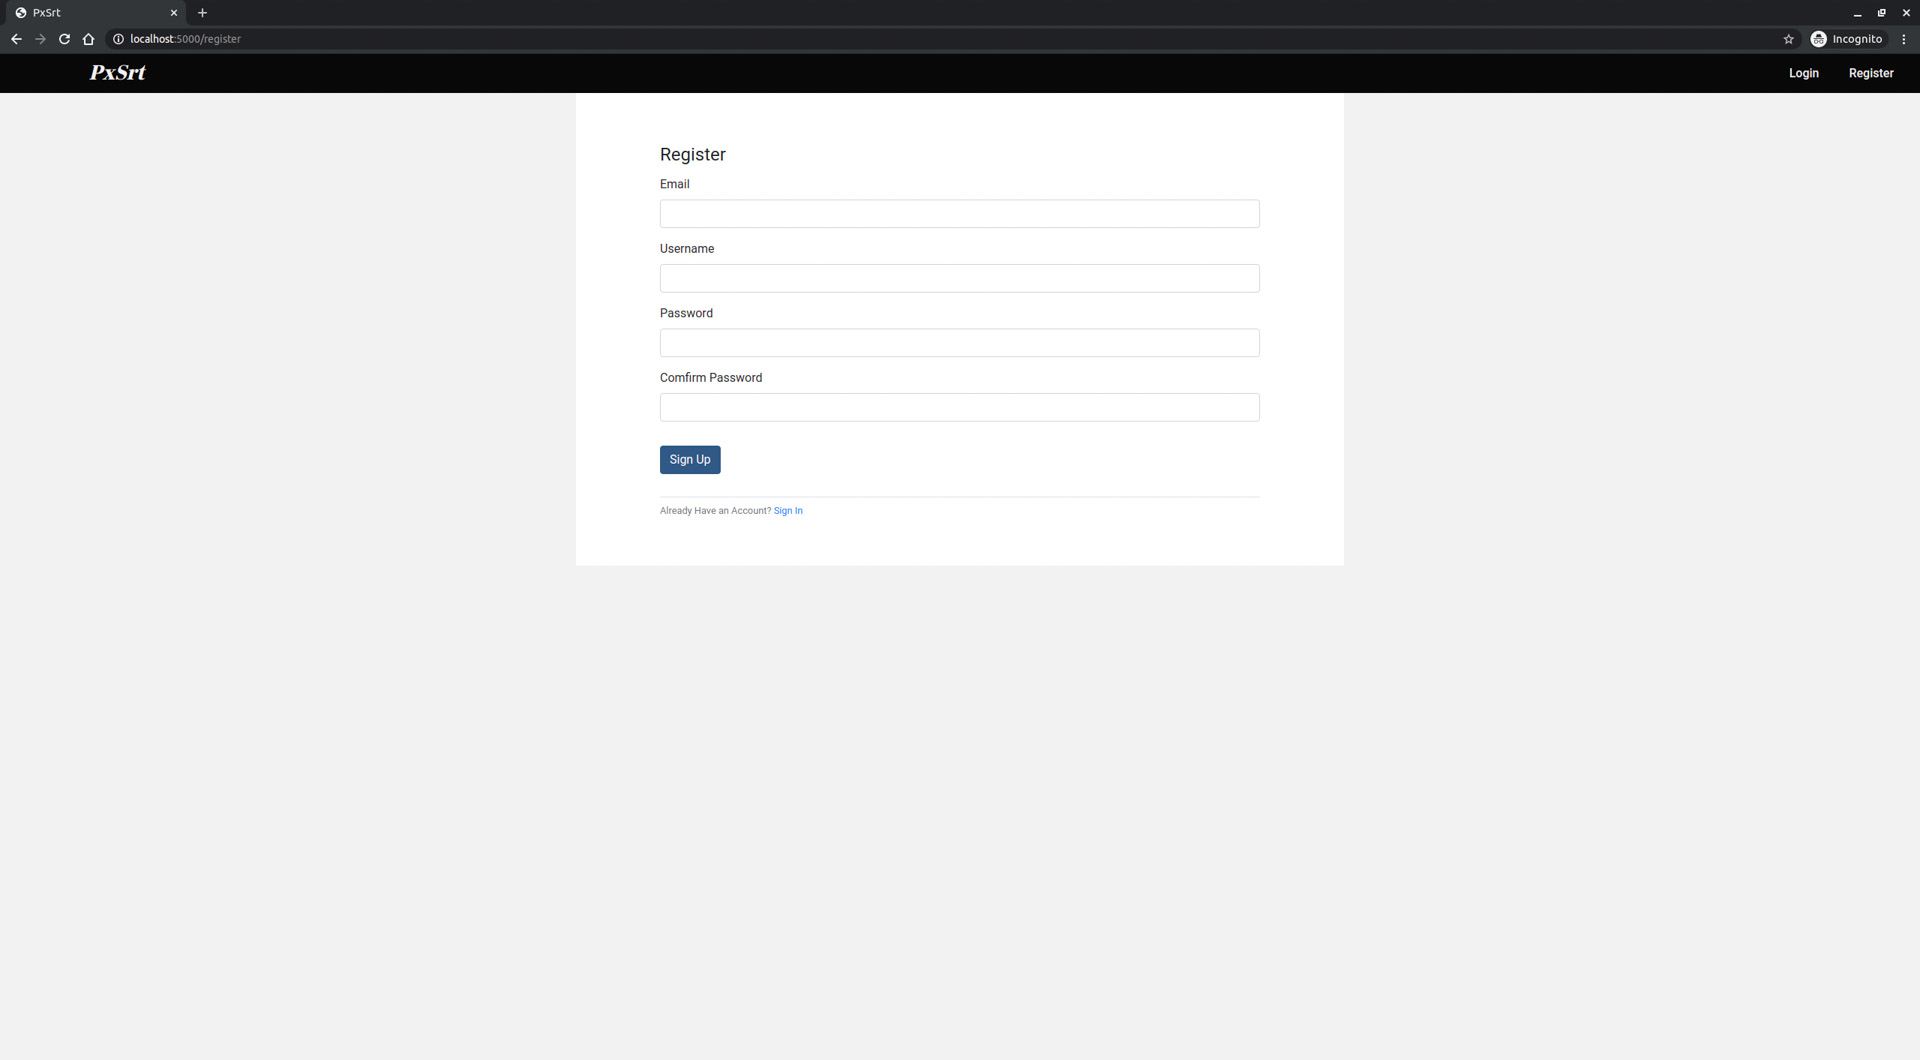 PxSrt
localhost:5000/register
Incognito
PxSrt
Login
Register
Register
Email
Username
Password
Comfirm Password
Sign Up
Already Have an Account? Sign In